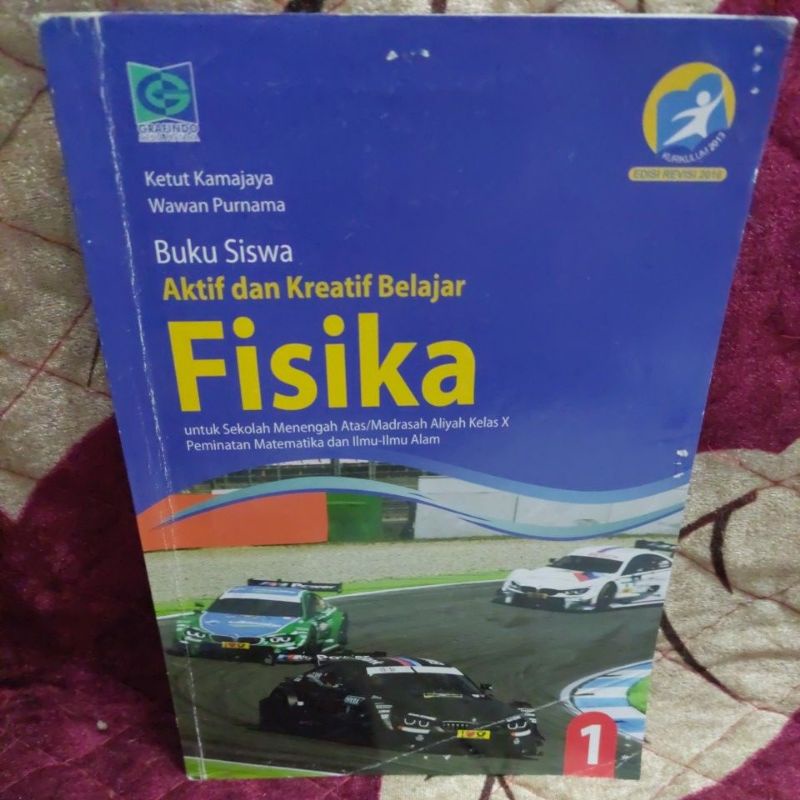 GRAFINDO
KURIKULUM 2013
EDISI REVISI 2016
Ketut Kamajaya
Wawan Purnama
Buku Siswa
Aktif dan Kreatif Belajar
Fisika
untuk Sekolah Menengah Atas/Madrasah Aliyah Kelas X
Peminatan Matematika dan Ilmu-Ilmu Alam
1